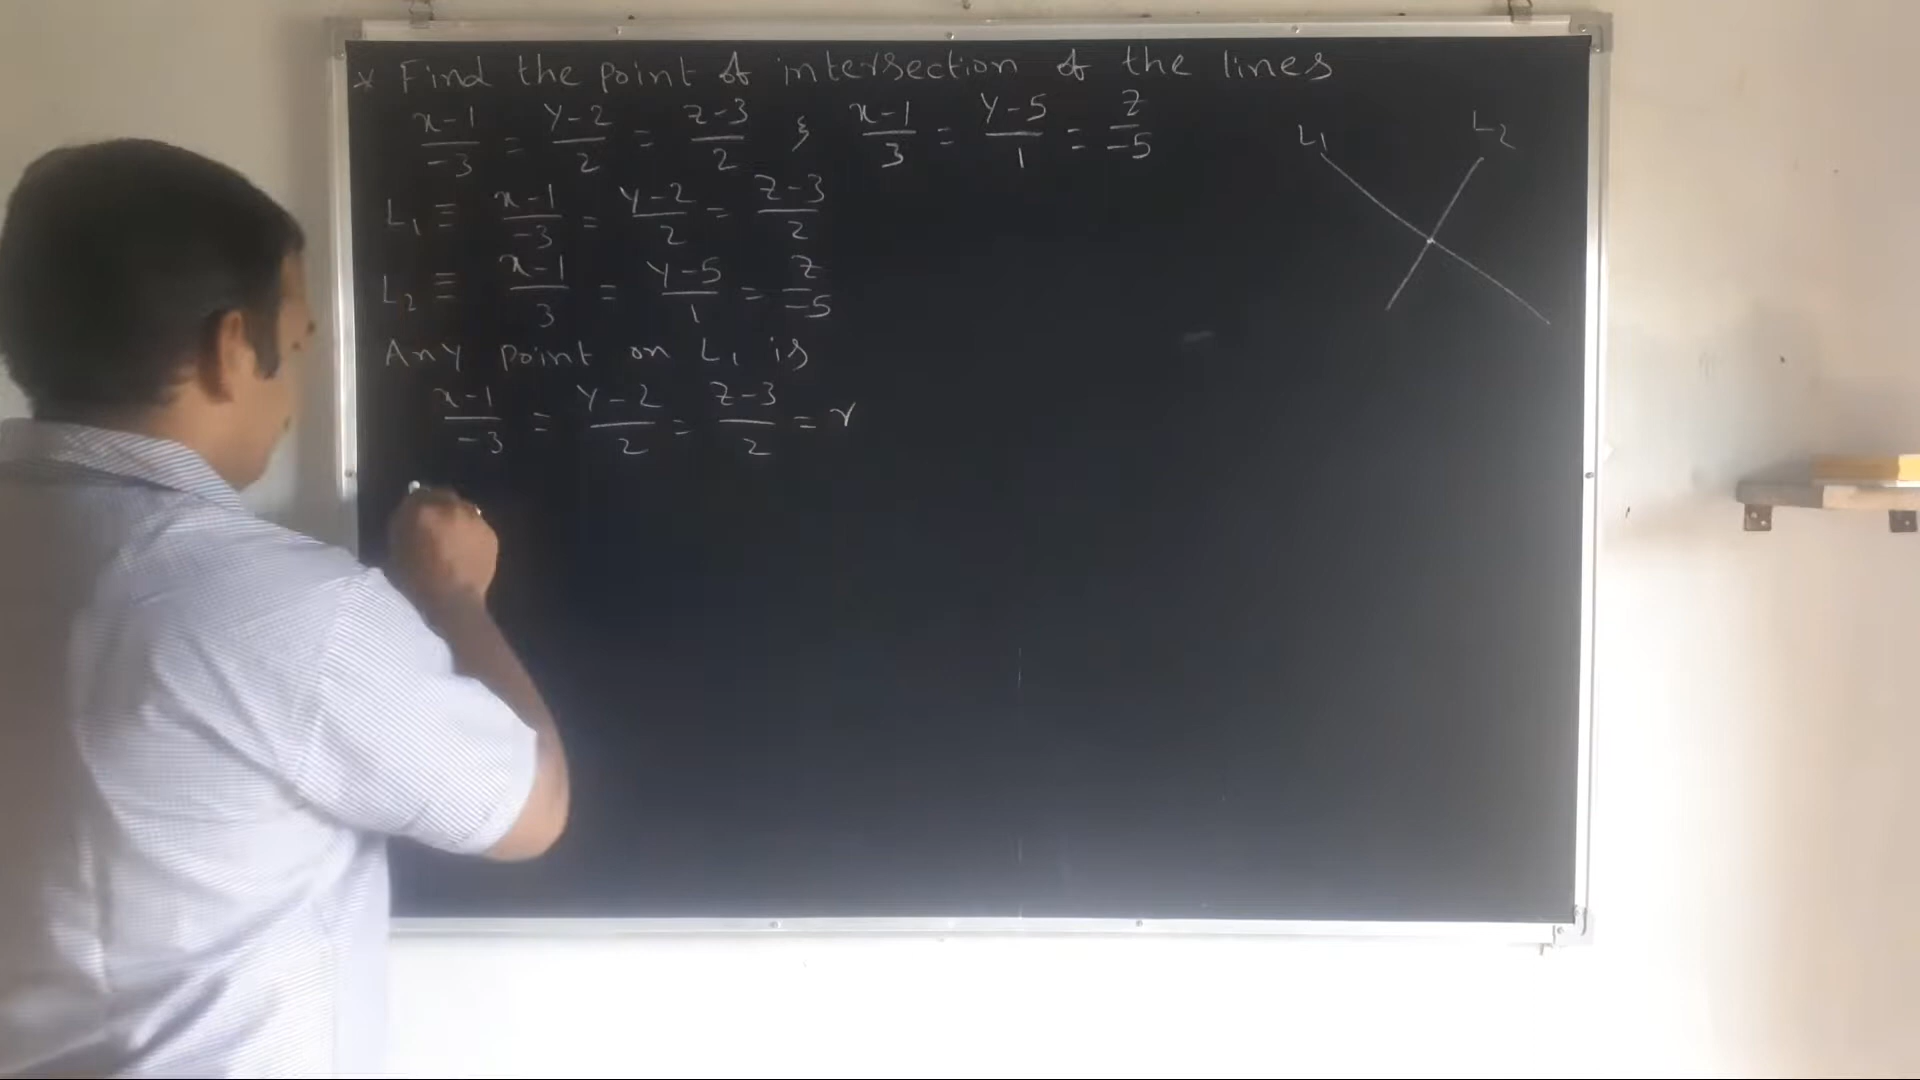 * Find the point of intersection of the lines
(x-1)/(-3) = (y-2)/2 = (z-3)/2 & (x-1)/3 = (y-5)/1 = z/(-5)
L₁ ≡ (x-1)/(-3) = (y-2)/2 = (z-3)/2
L₂ ≡ (x-1)/3 = (y-5)/1 = z/(-5)
Any point on L₁ is
(x-1)/(-3) = (y-2)/2 = (z-3)/2 = r
L₁
L₂